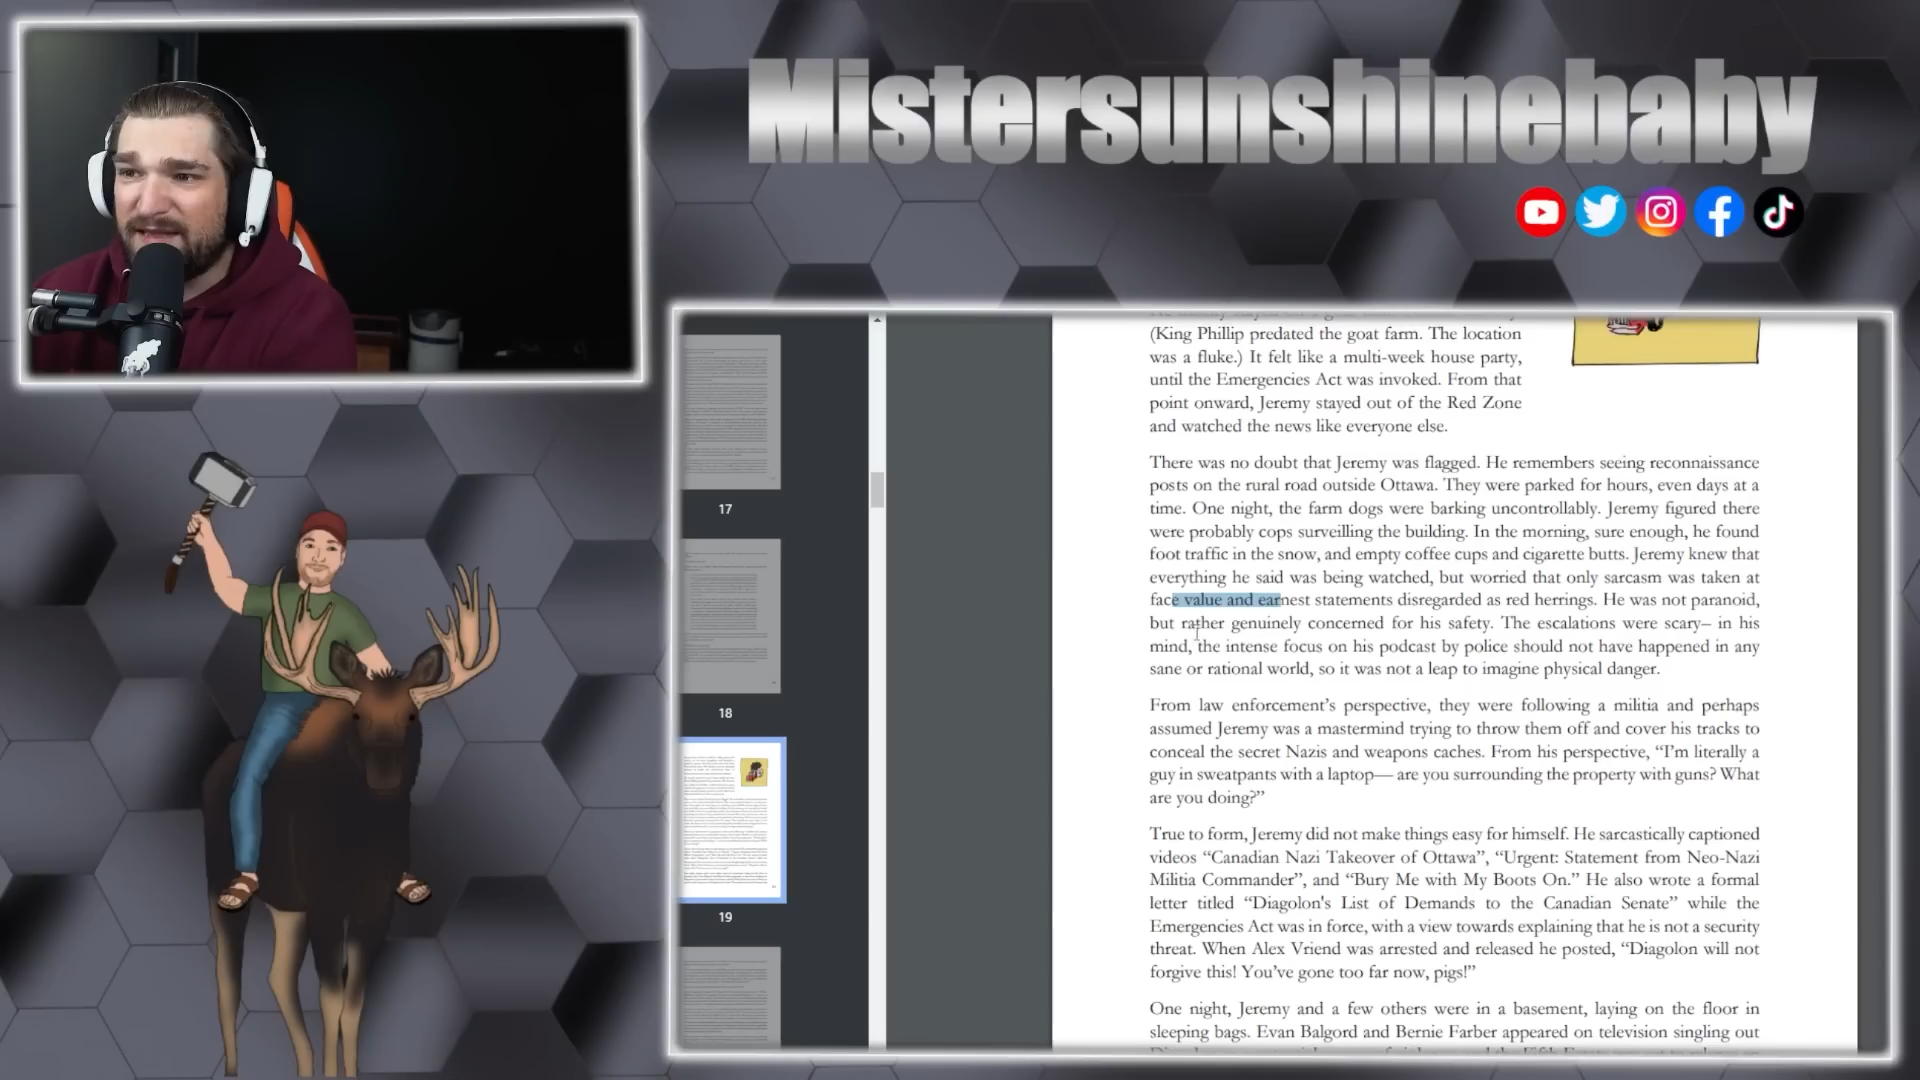 Mistersunshinebaby
(King Phillip predated the goat farm. The location
was a fluke.) It felt like a multi-week house party,
until the Emergencies Act was invoked. From that
point onward, Jeremy stayed out of the Red Zone
and watched the news like everyone else.
There was no doubt that Jeremy was flagged. He remembers seeing reconnaissance
posts on the rural road outside Ottawa. They were parked for hours, even days at a
time. One night, the farm dogs were barking uncontrollably. Jeremy figured there
were probably cops surveilling the building. In the morning, sure enough, he found
foot traffic in the snow, and empty coffee cups and cigarette butts. Jeremy knew that
everything he said was being watched, but worried that only sarcasm was taken at
face value and earnest statements disregarded as red herrings. He was not paranoid,
but rather genuinely concerned for his safety. The escalations were scary– in his
mind, the intense focus on his podcast by police should not have happened in any
sane or rational world, so it was not a leap to imagine physical danger.
From law enforcement’s perspective, they were following a militia and perhaps
assumed Jeremy was a mastermind trying to throw them off and cover his tracks to
conceal the secret Nazis and weapons caches. From his perspective, “I’m literally a
guy in sweatpants with a laptop— are you surrounding the property with guns? What
are you doing?”
True to form, Jeremy did not make things easy for himself. He sarcastically captioned
videos “Canadian Nazi Takeover of Ottawa”, “Urgent: Statement from Neo-Nazi
Militia Commander”, and “Bury Me with My Boots On.” He also wrote a formal
letter titled “Diagolon's List of Demands to the Canadian Senate” while the
Emergencies Act was in force, with a view towards explaining that he is not a security
threat. When Alex Vriend was arrested and released he posted, “Diagolon will not
forgive this! You’ve gone too far now, pigs!”
One night, Jeremy and a few others were in a basement, laying on the floor in
sleeping bags. Evan Balgord and Bernie Farber appeared on television singling out
17
18
19